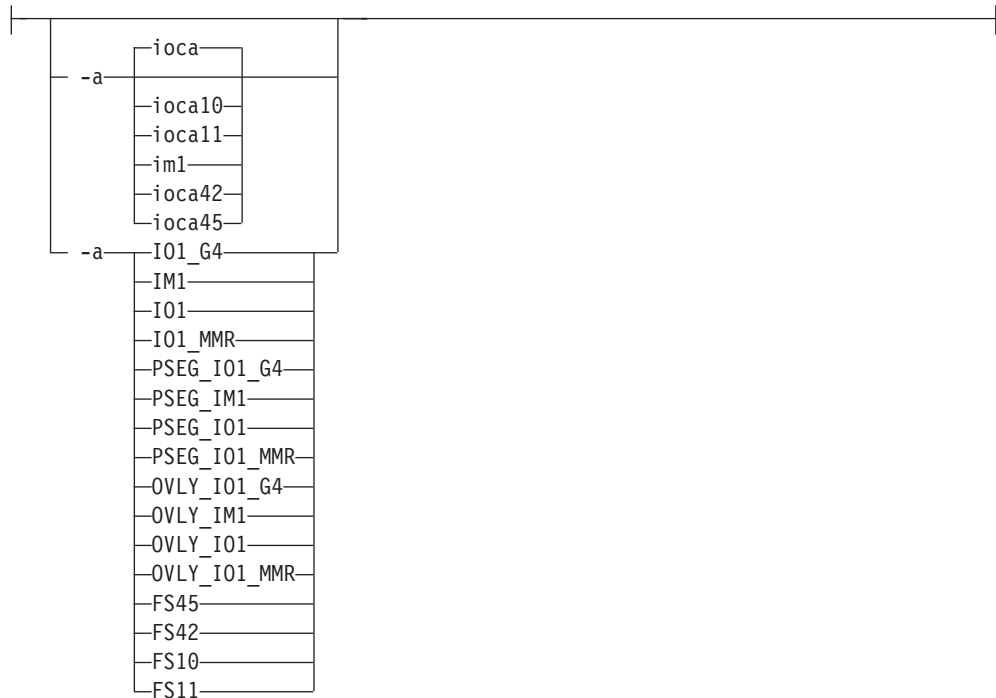 ioca
-a
ioca10
ioca11
im1
ioca42
ioca45
-a IO1_G4
IM1
IO1
IO1_MMR
PSEG_IO1_G4
PSEG_IM1
PSEG_IO1
PSEG_IO1_MMR
OVLY_IO1_G4
OVLY_IM1
OVLY_IO1
OVLY_IO1_MMR
FS45
FS42
FS10
FS11